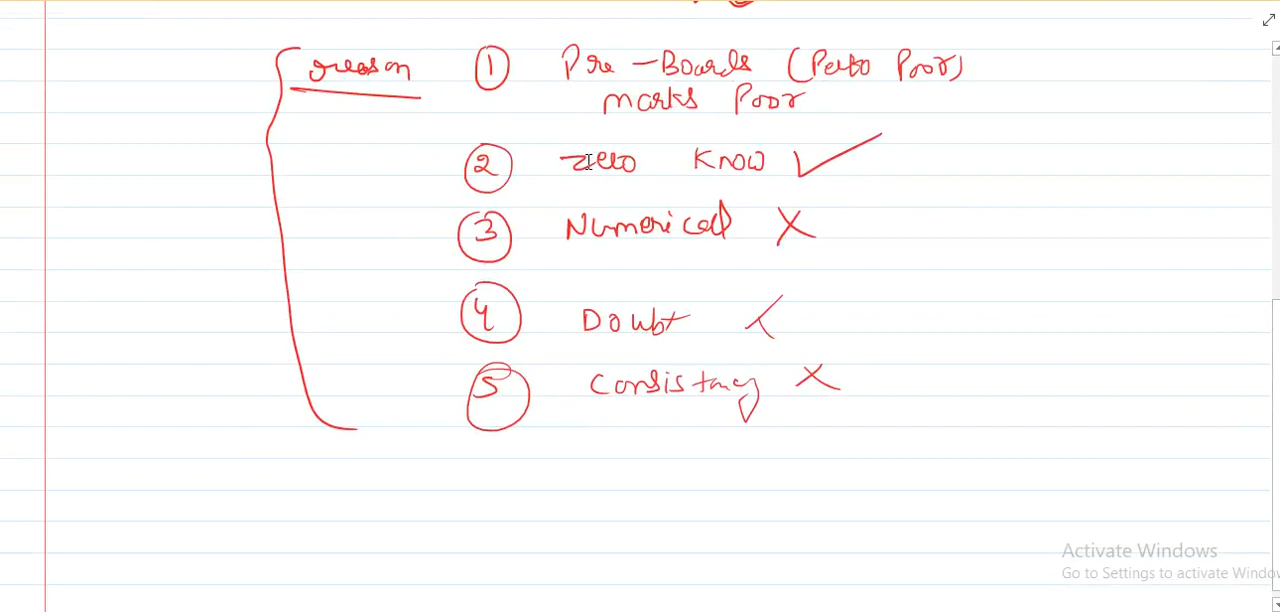 reason ① Pre-Boards (Perfo Poor)
marks Poor
② zero Know ✓
③ Numerical X
④ Doubt
⑤ Consistancy X
Activate Windows
Go to Settings to activate Windo